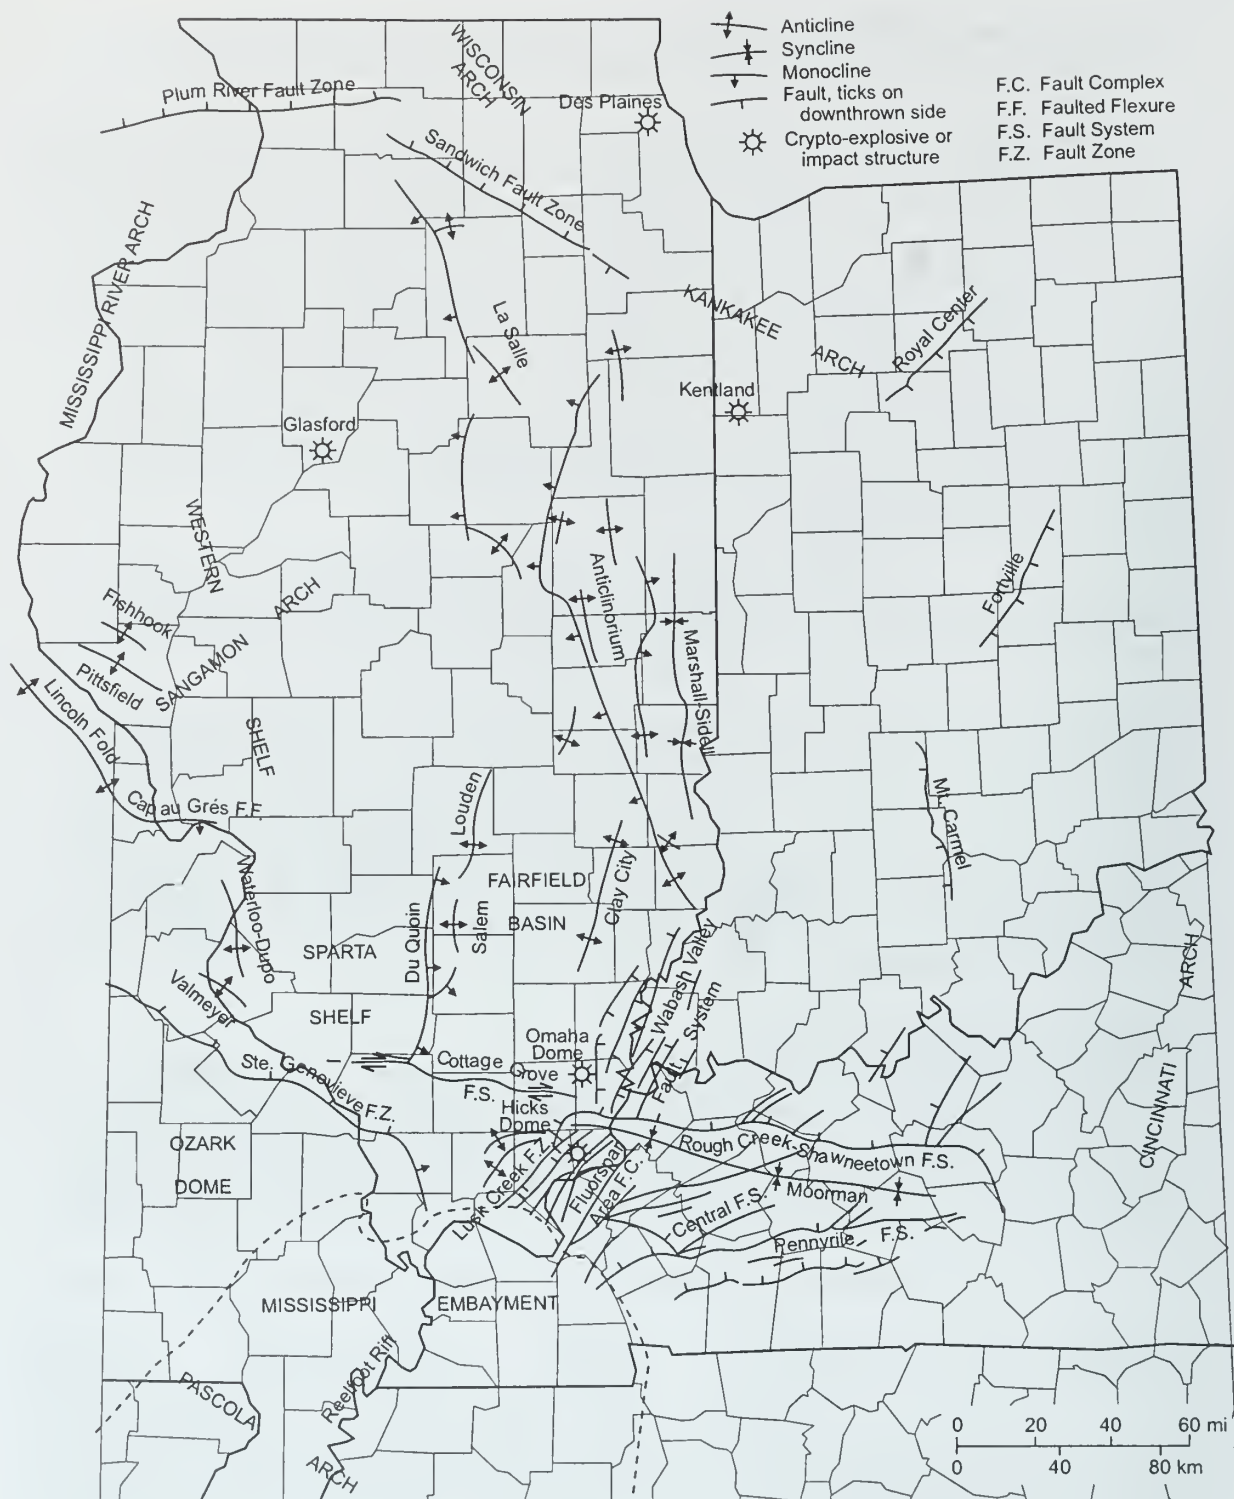 Anticline
Syncline
Monocline
Fault, ticks on
downthrown side
Crypto-explosive or
impact structure
F.C. Fault Complex
F.F. Faulted Flexure
F.S. Fault System
F.Z. Fault Zone
WISCONSIN
ARCH
Plum River Fault Zone
Des Plaines
Sandwich Fault Zone
MISSISSIPPI RIVER ARCH
KANKAKEE
ARCH
La Salle
Royal Center
Kentland
Glasford
WESTERN
Anticlinorium
Fortville
Fishhook
ARCH
SANGAMON
Pittsfield
Lincoln Fold
Marshall-Sidell
SHELF
Cap au Grés F.F.
Louden
Mt. Carmel
Waterloo-Dupo
FAIRFIELD
BASIN
Clay City
Du Quoin
Salem
SPARTA
SHELF
Valmeyer
Wabash Valley
Fault System
ARCH
CINCINNATI
Omaha
Dome
Cottage
Grove
F.S.
Ste. Genevieve F.Z.
Hicks
Dome
OZARK
DOME
Lusk Creek F.Z.
Fluorspar
Area F.C.
Rough Creek-Shawneetown F.S.
Moorman
Central F.S.
Pennyrile F.S.
MISSISSIPPI EMBAYMENT
Reelfoot Rift
PASCOLA
ARCH
0 20 40 60 mi
0 80 km